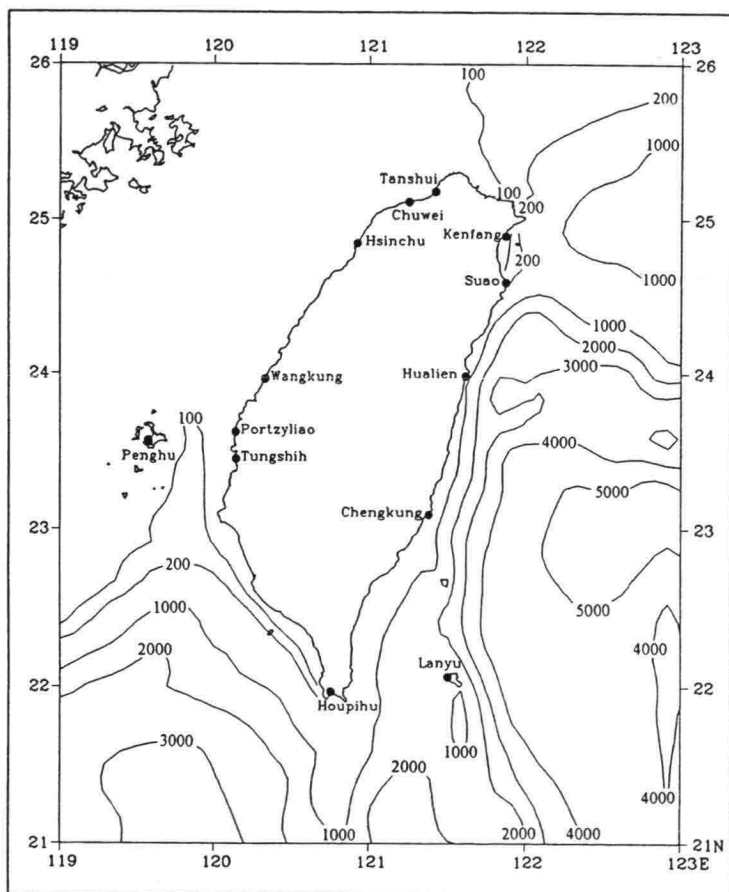 119 120 121 122 123
26 26
100
200
1000
Tanshui
100
200
25 25
Chuwei
Kenfang
Hsinchu
200
1000
Suao
1000
2000
3000
24 Wangkung Hualien 24
100
Portzyliao
4000
Penghu
Tungshih
5000
Chengkung
23 23
200
1000
5000
2000
4000
Lanyu
22 22
Houpihu
1000
3000
2000
4000
1000 2000 4000
21 21N
119 120 121 122 123E